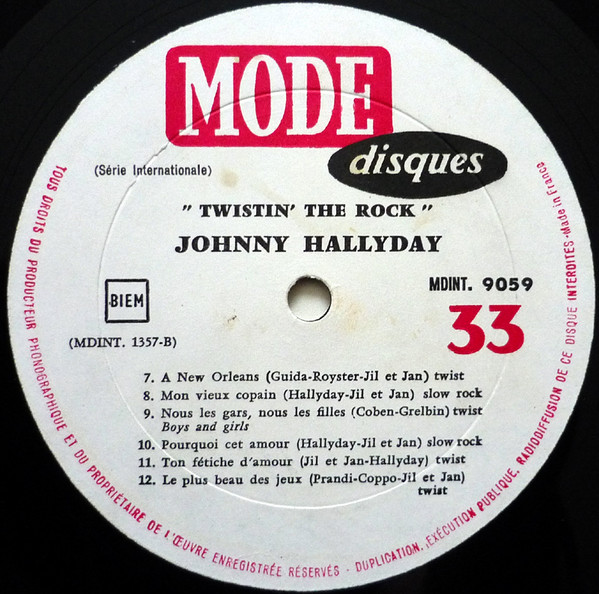 MODE
disques
(Série Internationale)
" TWISTIN' THE ROCK "
JOHNNY HALLYDAY
MDINT. 9059
BIEM
33
(MDINT. 1357-B)
7. A New Orleans (Guida-Royster-Jil et Jan) twist
8. Mon vieux copain (Hallyday-Jil et Jan) slow rock
9. Nous les gars, nous les filles (Coben-Grelbin) twist
Boys and girls
10. Pourquoi cet amour (Hallyday-Jil et Jan) slow rock
11. Ton fétiche d'amour (Jil et Jan-Hallyday) twist
12. Le plus beau des jeux (Prandi-Coppo-Jil et Jan)
twist
TOUS DROITS DU PRODUCTEUR PHONOGRAPHIQUE ET DU PROPRIÉTAIRE DE L'ŒUVRE ENREGISTRÉE RÉSERVÉS - DUPLICATION, EXÉCUTION PUBLIQUE, RADIODIFFUSION DE CE DISQUE INTERDITES - Made in France